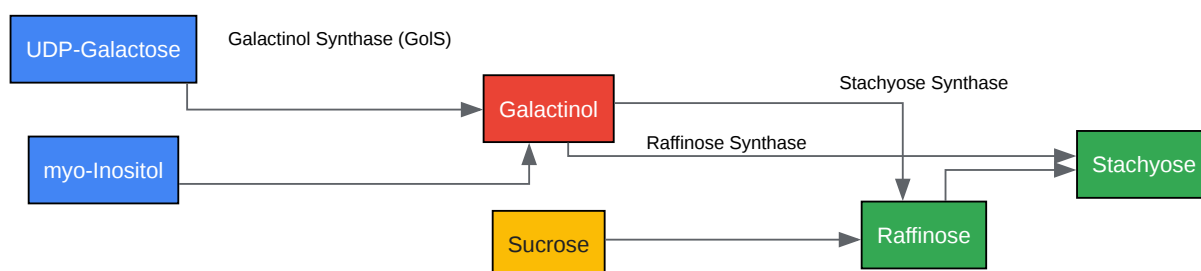 UDP-Galactose
Galactinol Synthase (GolS)
Galactinol
Stachyose Synthase
Raffinose Synthase
myo-Inositol
Stachyose
Sucrose
Raffinose